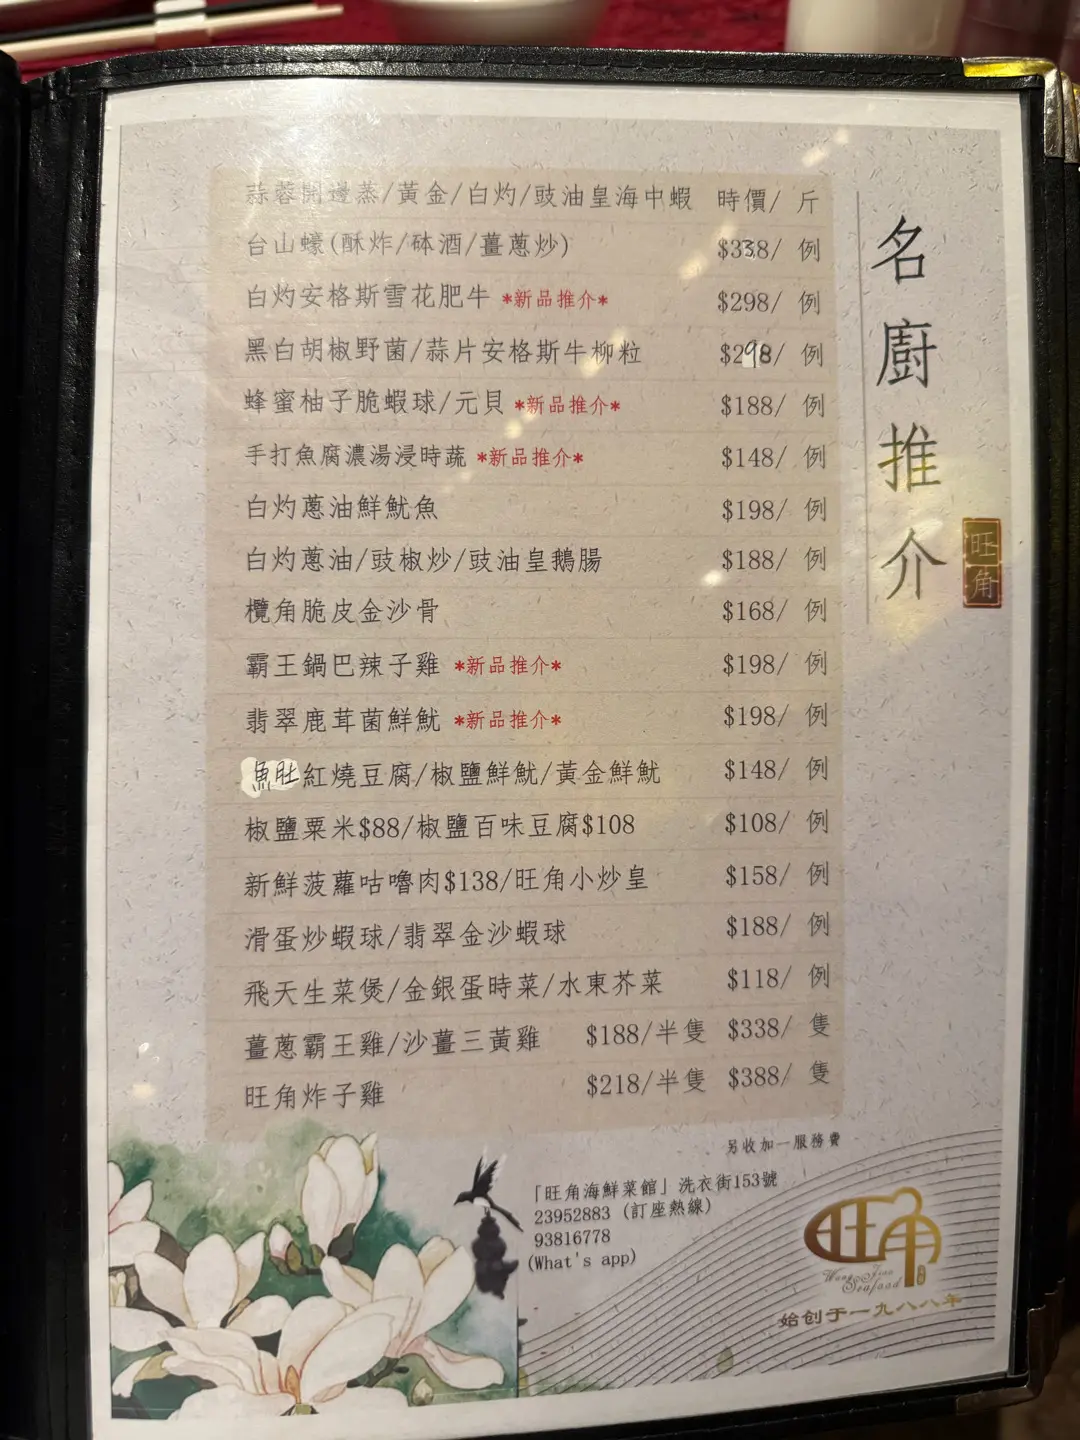 名廚推介
旺角
蒜蓉開邊蒸/黃金/白灼/豉油皇海中蝦 時價/ 斤
台山蠔(酥炸/砵酒/薑蔥炒) $338/ 例
白灼安格斯雪花肥牛 *新品推介* $298/ 例
黑白胡椒野菌/蒜片安格斯牛柳粒 $298/ 例
蜂蜜柚子脆蝦球/元貝 *新品推介* $188/ 例
手打魚腐濃湯浸時蔬 *新品推介* $148/ 例
白灼蔥油鮮魷魚 $198/ 例
白灼蔥油/豉椒炒/豉油皇鵝腸 $188/ 例
欖角脆皮金沙骨 $168/ 例
霸王鍋巴辣子雞 *新品推介* $198/ 例
翡翠鹿茸菌鮮魷 *新品推介* $198/ 例
魚肚紅燒豆腐/椒鹽鮮魷/黃金鮮魷 $148/ 例
椒鹽粟米$88/椒鹽百味豆腐$108 $108/ 例
新鮮菠蘿咕嚕肉$138/旺角小炒皇 $158/ 例
滑蛋炒蝦球/翡翠金沙蝦球 $188/ 例
飛天生菜煲/金銀蛋時菜/水東芥菜 $118/ 例
薑蔥霸王雞/沙薑三黃雞 $188/半隻 $338/ 隻
旺角炸子雞 $218/半隻 $388/ 隻
另收加一服務費
「旺角海鮮菜館」洗衣街153號
23952883 (訂座熱線)
93816778
(What's app)
旺角
Seafood
始创于一九八八年